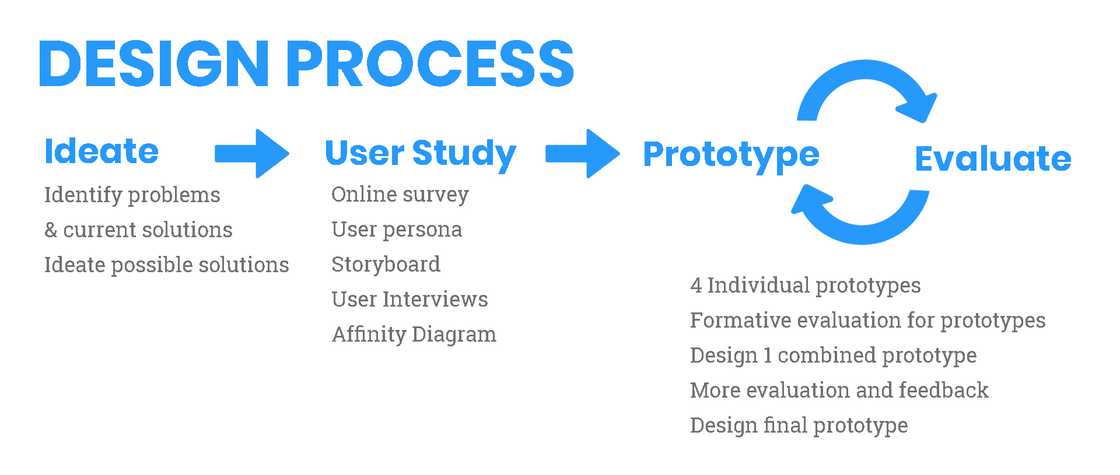 DESIGN PROCESS
Ideate
Identify problems
& current solutions
Ideate possible solutions
User Study
Online survey
User persona
Storyboard
User Interviews
Affinity Diagram
Prototype
Evaluate
4 Individual prototypes
Formative evaluation for prototypes
Design 1 combined prototype
More evaluation and feedback
Design final prototype